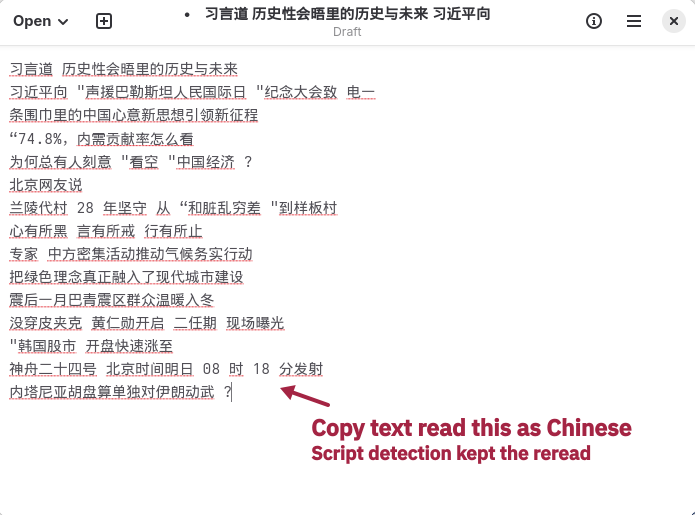 Open
• 习言道 历史性会晤里的历史与未来 习近平向
Draft
习言道 历史性会晤里的历史与未来
习近平向 "声援巴勒斯坦人民国际日 "纪念大会致 电一
条围巾里的中国心意新思想引领新征程
“74.8%，内需贡献率怎么看
为何总有人刻意 "看空 "中国经济 ？
北京网友说
兰陵代村 28 年坚守 从 “和脏乱穷差 "到样板村
心有所黑 言有所戒 行有所止
专家 中方密集活动推动气候务实行动
把绿色理念真正融入了现代城市建设
震后一月巴青震区群众温暖入冬
没穿皮夹克 黄仁勋开启 二任期 现场曝光
"韩国股市 开盘快速涨至
神舟二十四号 北京时间明日 08 时 18 分发射
内塔尼亚胡盘算单独对伊朗动武 ？
Copy text read this as Chinese
Script detection kept the reread